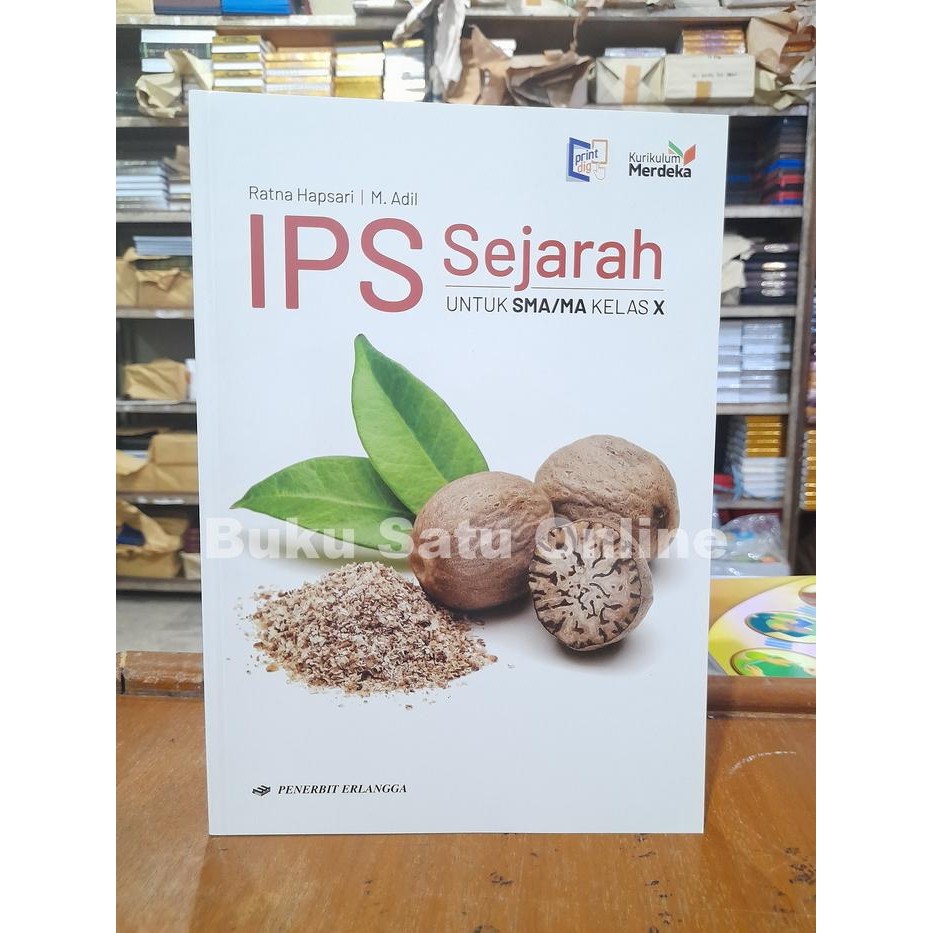 print
dig
Kurikulum
Merdeka
Ratna Hapsari | M. Adil
IPS Sejarah
UNTUK SMA/MA KELAS X
Buku Satu Online
PENERBIT ERLANGGA